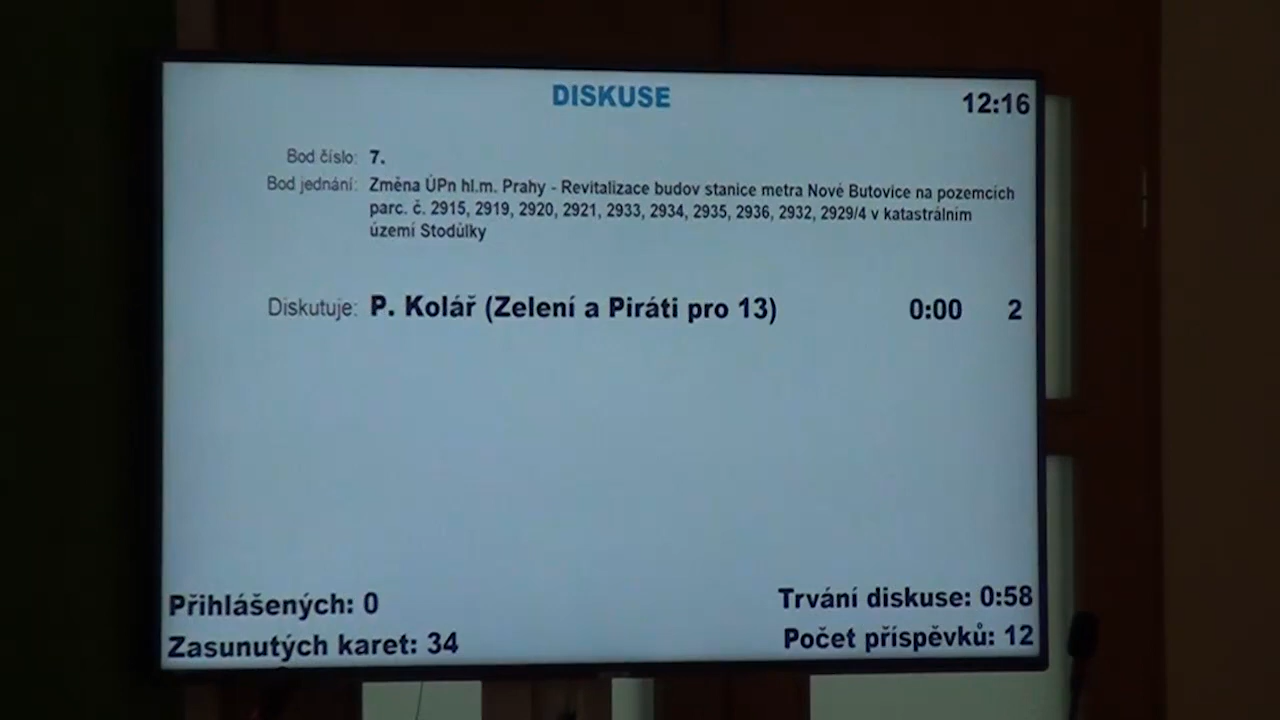 DISKUSE
12:16
Bod číslo: 7.
Bod jednání: Změna ÚPn hl.m. Prahy - Revitalizace budov stanice metra Nové Butovice na pozemcích
parc. č. 2915, 2919, 2920, 2921, 2933, 2934, 2935, 2936, 2932, 2929/4 v katastrálním
území Stodůlky
Diskutuje: P. Kolář (Zelení a Piráti pro 13) 0:00 2
Přihlášených: 0
Trvání diskuse: 0:58
Zasunutých karet: 34
Počet příspěvků: 12